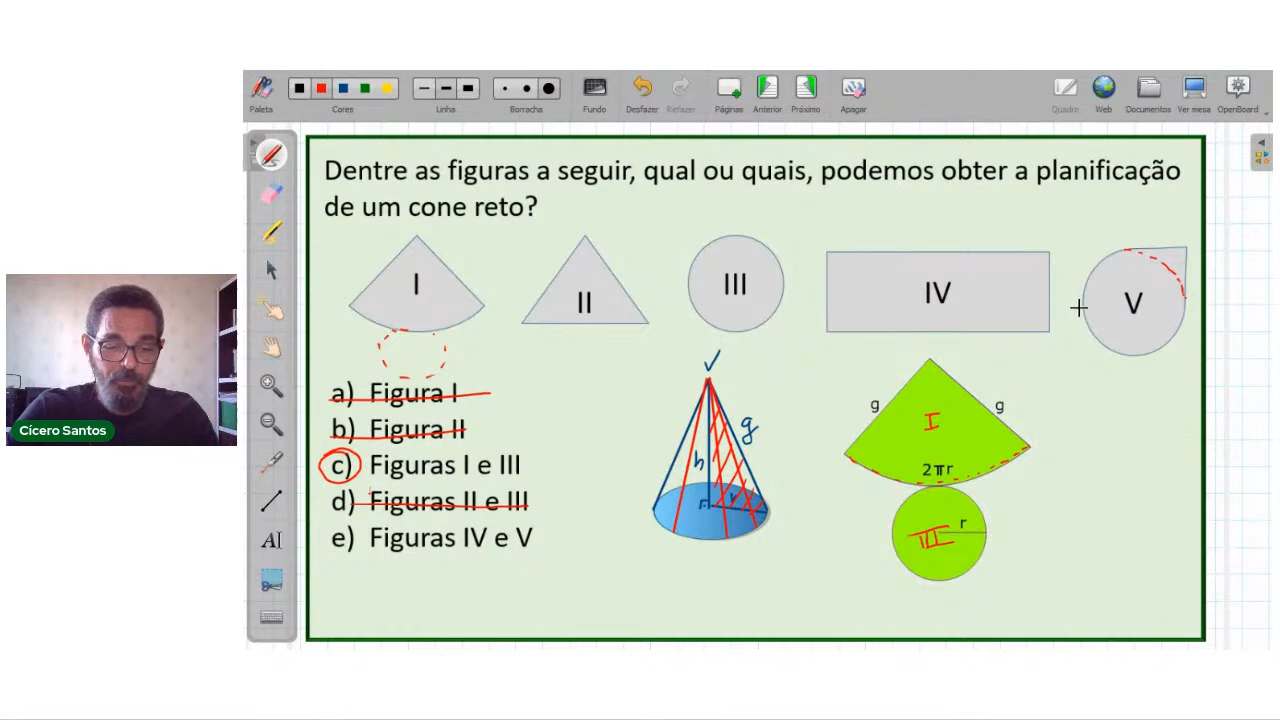 Paleta Cores Linha Borracha Fundo Desfazer Refazer Páginas Anterior Próximo Apagar Quadro Web Documentos Ver mesa OpenBoard
Dentre as figuras a seguir, qual ou quais, podemos obter a planificação
de um cone reto?
I II III IV V
a) Figura I
b) Figura II
c) Figuras I e III
d) Figuras II e III
e) Figuras IV e V
V
g
h
r
g
g
I
2πr
III
r
AI
Cícero Santos